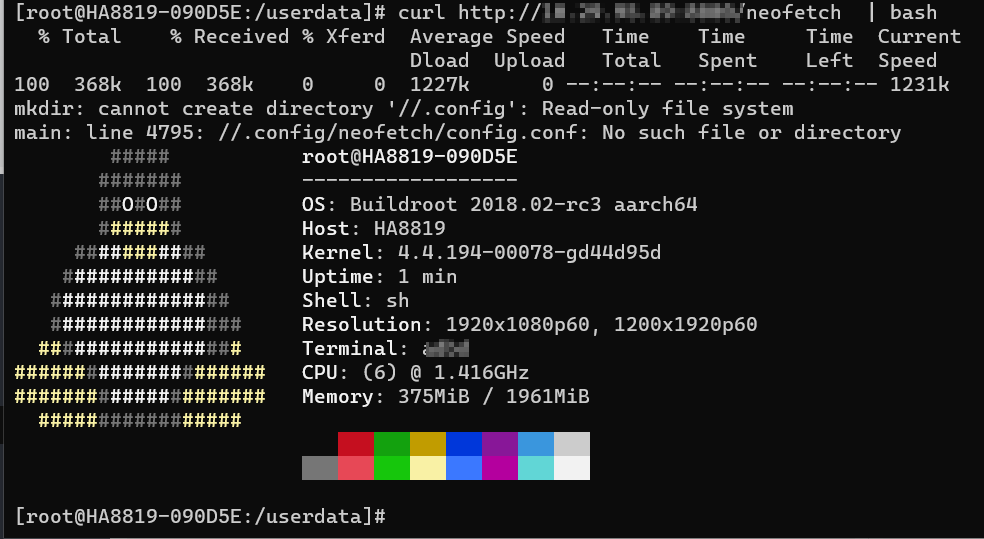 [root@HA8819-090D5E:/userdata]# curl http:// /neofetch | bash
% Total % Received % Xferd Average Speed Time Time Time Current
Dload Upload Total Spent Left Speed
100 368k 100 368k 0 0 1227k 0 --:--:-- --:--:-- --:--:-- 1231k
mkdir: cannot create directory '//.config': Read-only file system
main: line 4795: //.config/neofetch/config.conf: No such file or directory
##### root@HA8819-090D5E
####### ------------------
##O#O## OS: Buildroot 2018.02-rc3 aarch64
####### Host: HA8819
########### Kernel: 4.4.194-00078-gd44d95d
############# Uptime: 1 min
############### Shell: sh
################ Resolution: 1920x1080p60, 1200x1920p60
################# Terminal:
##################### CPU: (6) @ 1.416GHz
##################### Memory: 375MiB / 1961MiB
#################
[root@HA8819-090D5E:/userdata]#